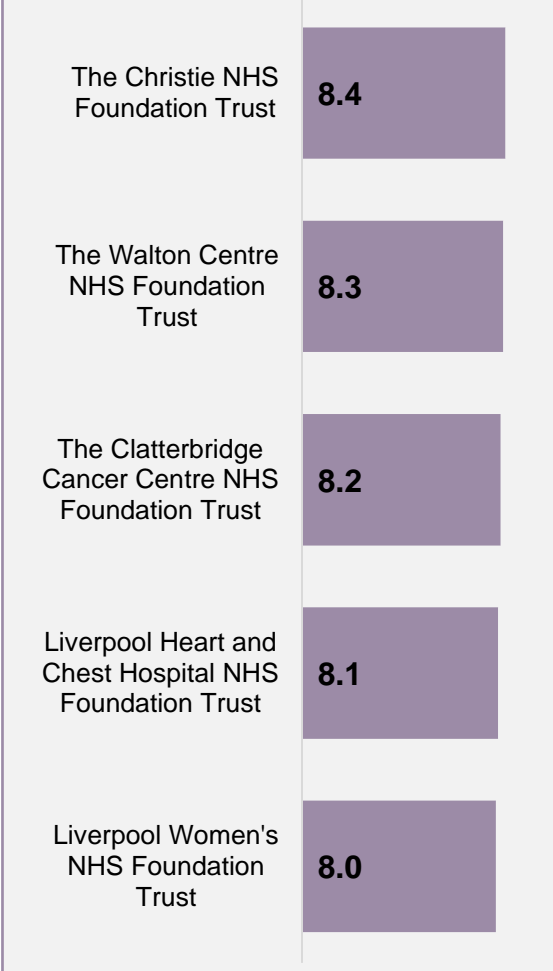 The Christie NHS
Foundation Trust
8.4
The Walton Centre
NHS Foundation
Trust
8.3
The Clatterbridge
Cancer Centre NHS
Foundation Trust
8.2
Liverpool Heart and
Chest Hospital NHS
Foundation Trust
8.1
Liverpool Women's
NHS Foundation
Trust
8.0